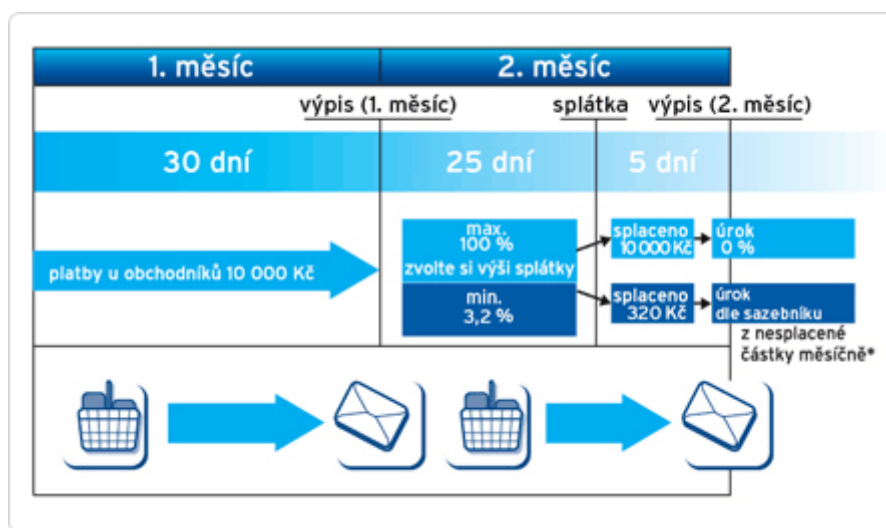 1. měsíc
2. měsíc
výpis (1. měsíc)
splátka
výpis (2. měsíc)
30 dní
25 dní
5 dní
platby u obchodníků 10 000 Kč
max.
100 %
zvolte si výši splátky
min.
3,2 %
splaceno
10 000 Kč
úrok
0 %
splaceno
320 Kč
úrok
dle sazebníku
z nesplacené
částky měsíčně*